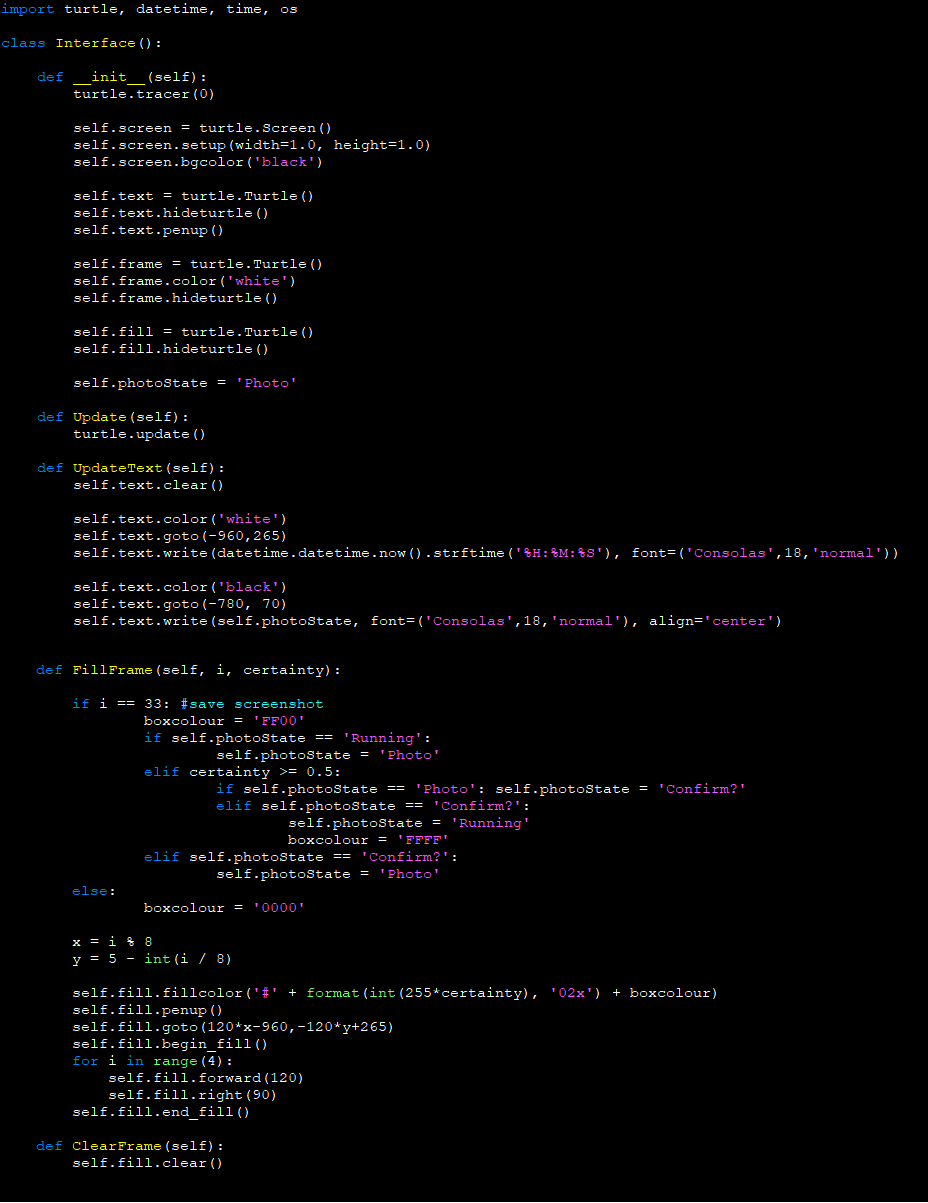 import turtle, datetime, time, os
class Interface():
    def __init__(self):
        turtle.tracer(0)
        self.screen = turtle.Screen()
        self.screen.setup(width=1.0, height=1.0)
        self.screen.bgcolor('black')
        self.text = turtle.Turtle()
        self.text.hideturtle()
        self.text.penup()
        self.frame = turtle.Turtle()
        self.frame.color('white')
        self.frame.hideturtle()
        self.fill = turtle.Turtle()
        self.fill.hideturtle()
        self.photoState = 'Photo'
    def Update(self):
        turtle.update()
    def UpdateText(self):
        self.text.clear()
        self.text.color('white')
        self.text.goto(-960,265)
        self.text.write(datetime.datetime.now().strftime('%H:%M:%S'), font=('Consolas',18,'normal'))
        self.text.color('black')
        self.text.goto(-780, 70)
        self.text.write(self.photoState, font=('Consolas',18,'normal'), align='center')
    def FillFrame(self, i, certainty):
        if i == 33: #save screenshot
                boxcolour = 'FF00'
                if self.photoState == 'Running':
                        self.photoState = 'Photo'
                elif certainty >= 0.5:
                        if self.photoState == 'Photo': self.photoState = 'Confirm?'
                        elif self.photoState == 'Confirm?':
                                self.photoState = 'Running'
                                boxcolour = 'FFFF'
                elif self.photoState == 'Confirm?':
                        self.photoState = 'Photo'
        else:
                boxcolour = '0000'
        x = i % 8
        y = 5 - int(i / 8)
        self.fill.fillcolor('#' + format(int(255*certainty), '02x') + boxcolour)
        self.fill.penup()
        self.fill.goto(120*x-960,-120*y+265)
        self.fill.begin_fill()
        for i in range(4):
            self.fill.forward(120)
            self.fill.right(90)
        self.fill.end_fill()
    def ClearFrame(self):
        self.fill.clear()